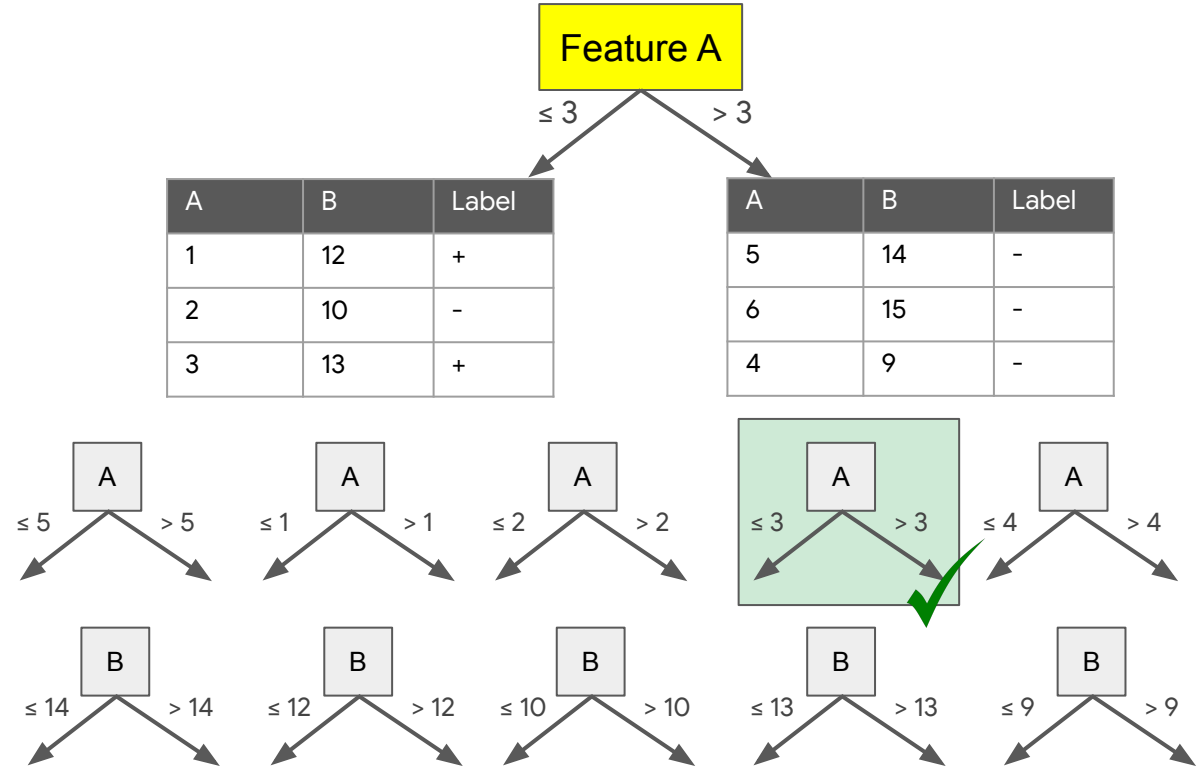 Feature A
≤ 3 > 3
A B Label
1 12 +
2 10 -
3 13 +
A B Label
5 14 -
6 15 -
4 9 -
A A A A A
≤ 5 > 5 ≤ 1 > 1 ≤ 2 > 2 ≤ 3 > 3 ≤ 4 > 4
B B B B B
≤ 14 > 14 ≤ 12 > 12 ≤ 10 > 10 ≤ 13 > 13 ≤ 9 > 9